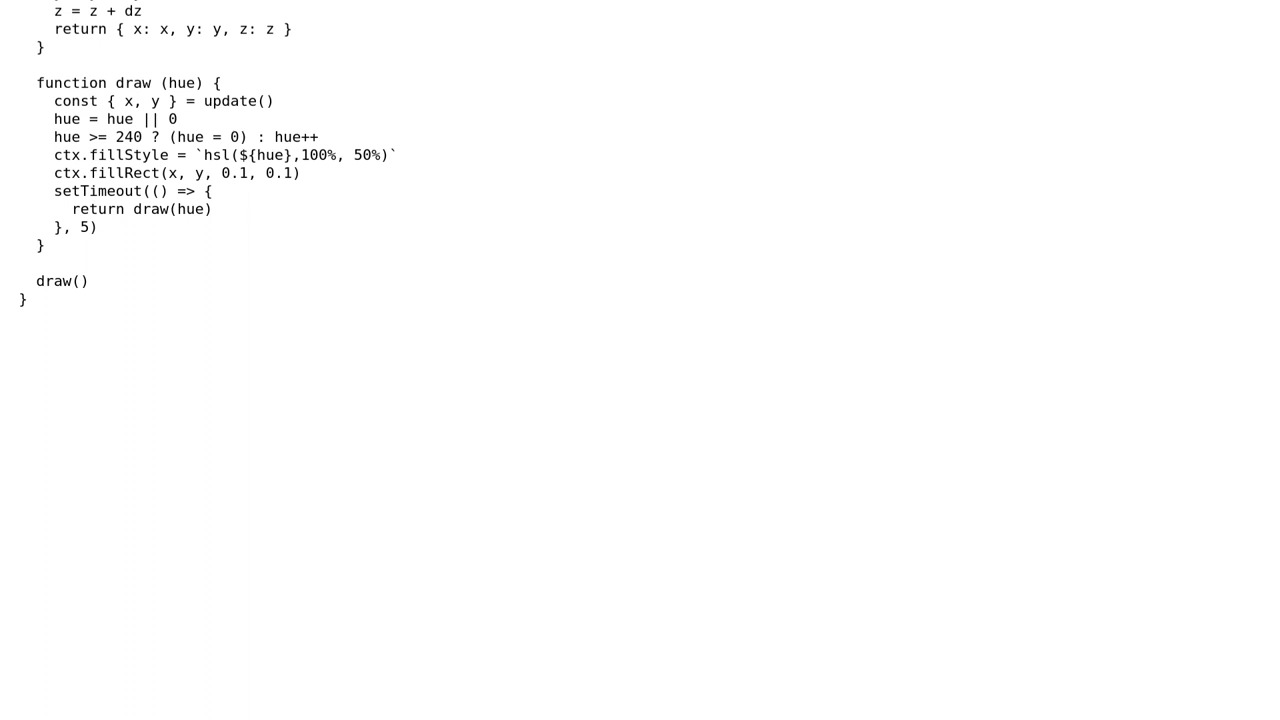 z = z + dz
return { x: x, y: y, z: z }
}
function draw (hue) {
const { x, y } = update()
hue = hue || 0
hue >= 240 ? (hue = 0) : hue++
ctx.fillStyle = `hsl(${hue},100%, 50%)`
ctx.fillRect(x, y, 0.1, 0.1)
setTimeout(() => {
return draw(hue)
}, 5)
}
draw()
}